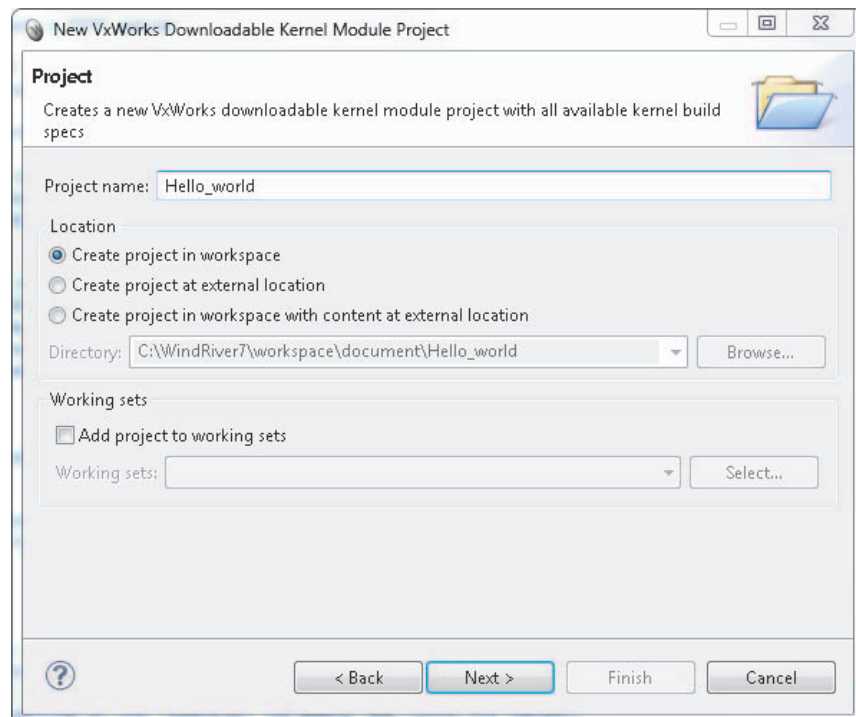 New VxWorks Downloadable Kernel Module Project
Project
Creates a new VxWorks downloadable kernel module project with all available kernel build
specs
Project name: Hello_world
Location
Create project in workspace
Create project at external location
Create project in workspace with content at external location
Directory: C:\WindRiver7\workspace\document\Hello_world Browse...
Working sets
Add project to working sets
Working sets: Select...
? < Back Next > Finish Cancel